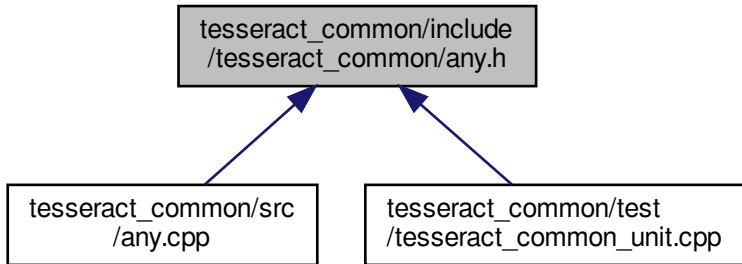 tesseract_common/include
/tesseract_common/any.h
tesseract_common/src
/any.cpp
tesseract_common/test
/tesseract_common_unit.cpp